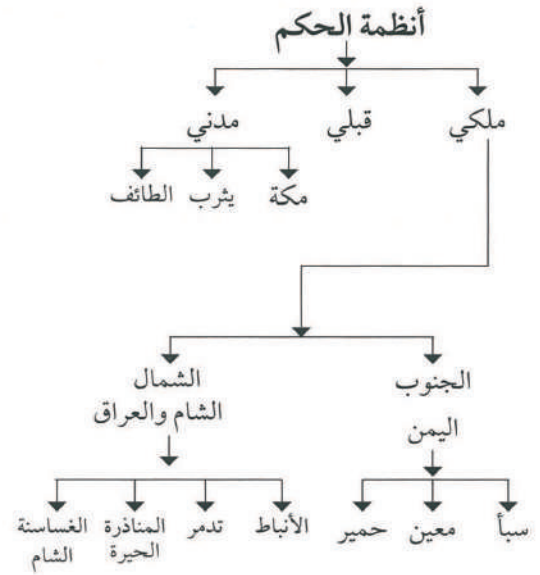 أنظمة الحكم
ملكي قبلي مدني
مكة يثرب الطائف
الجنوب الشمال
الشام والعراق
اليمن
سبأ معين حمير الأنباط تدمر المناذرة الغساسنة
الحيرة الشام